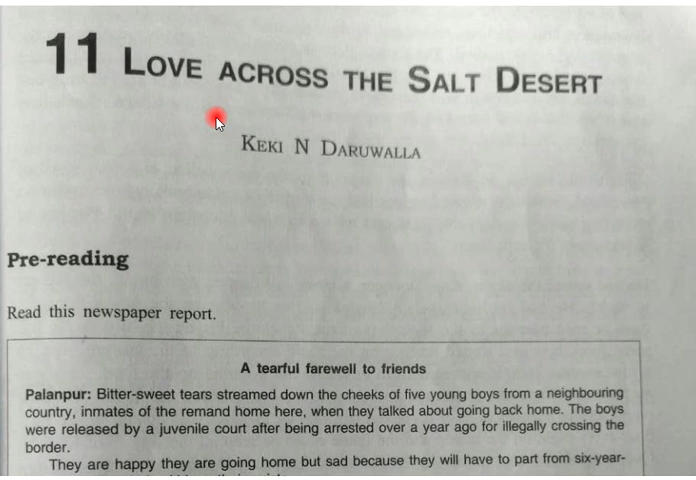 11 LOVE ACROSS THE SALT DESERT
KEKI N DARUWALLA
Pre-reading
Read this newspaper report.
A tearful farewell to friends
Palanpur: Bitter-sweet tears streamed down the cheeks of five young boys from a neighbouring
country, inmates of the remand home here, when they talked about going back home. The boys
were released by a juvenile court after being arrested over a year ago for illegally crossing the
border.
They are happy they are going home but sad because they will have to part from six-year-